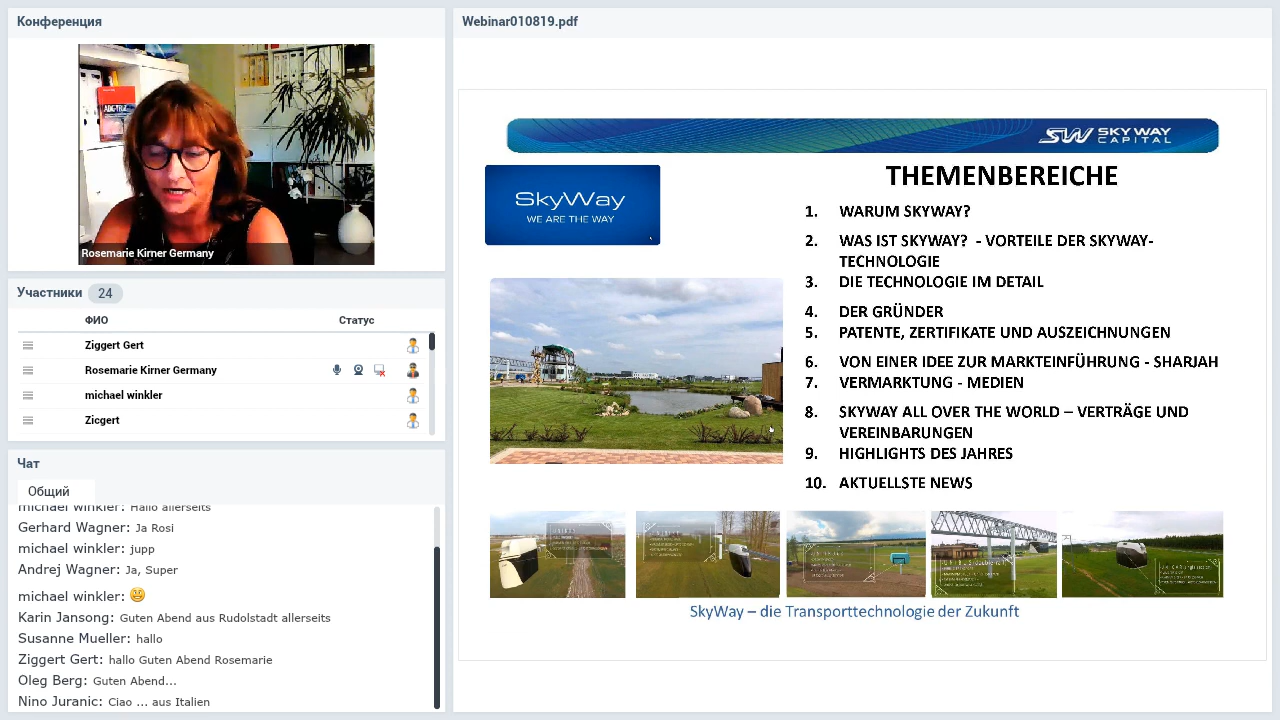 Конференция
Rosemarie Kirner Germany
Участники 24
ФИО Статус
Ziggert Gert
Rosemarie Kirner Germany
michael winkler
Zicgert
Чат
Общий
michael winkler: Hallo allerseits
Gerhard Wagner: Ja Rosi
michael winkler: jupp
Andrej Wagner: Ja, Super
michael winkler:
Karin Jansong: Guten Abend aus Rudolstadt allerseits
Susanne Mueller: hallo
Ziggert Gert: hallo Guten Abend Rosemarie
Oleg Berg: Guten Abend...
Nino Juranic: Ciao ... aus Italien
Webinar010819.pdf
SW SKY WAY
CAPITAL
SkyWay
WE ARE THE WAY
THEMENBEREICHE
1. WARUM SKYWAY?
2. WAS IST SKYWAY? - VORTEILE DER SKYWAY-
TECHNOLOGIE
3. DIE TECHNOLOGIE IM DETAIL
4. DER GRÜNDER
5. PATENTE, ZERTIFIKATE UND AUSZEICHNUNGEN
6. VON EINER IDEE ZUR MARKTEINFÜHRUNG - SHARJAH
7. VERMARKTUNG - MEDIEN
8. SKYWAY ALL OVER THE WORLD – VERTRÄGE UND
VEREINBARUNGEN
9. HIGHLIGHTS DES JAHRES
10. AKTUELLSTE NEWS
SkyWay – die Transporttechnologie der Zukunft